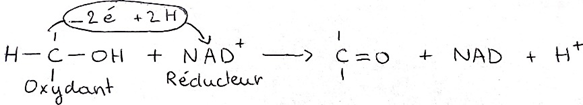 −2é +2H
H−C−OH + NAD⁺ ⟶ C=O + NAD + H⁺
Oxydant Réducteur